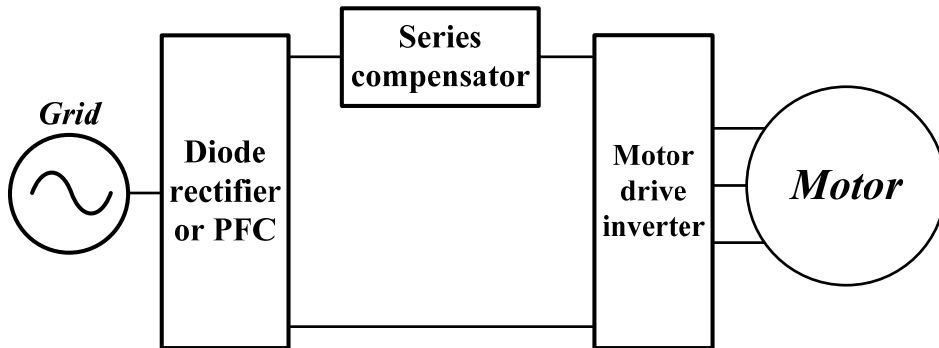 Grid
Diode
rectifier
or PFC
Series
compensator
Motor
drive
inverter
Motor